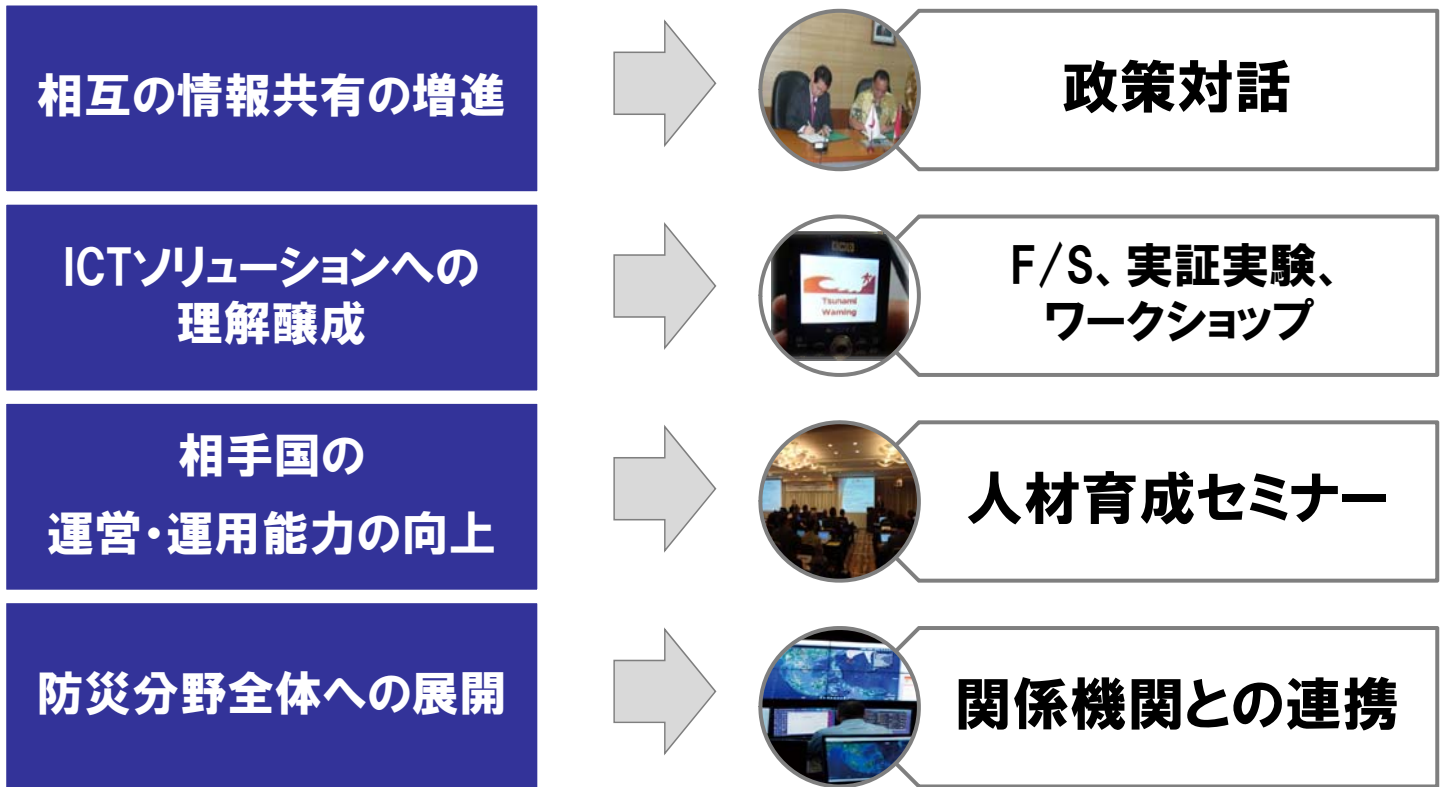 相互の情報共有の増進
政策対話
ICTソリューションへの
理解醸成
Tsunami
Warning
F/S、実証実験、
ワークショップ
相手国の
運営・運用能力の向上
人材育成セミナー
防災分野全体への展開
関係機関との連携